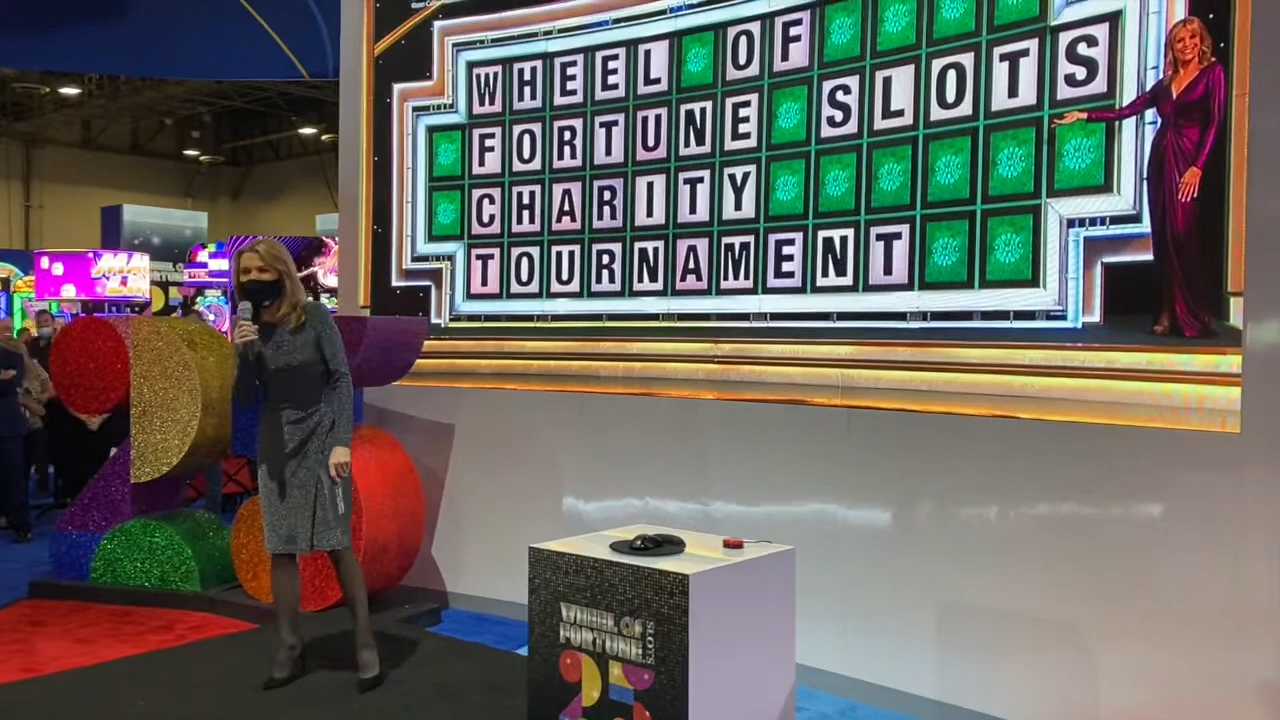 WHEEL OF
FORTUNE SLOTS
CHARITY
TOURNAMENT
WHEEL OF
FORTUNE
SLOTS
25